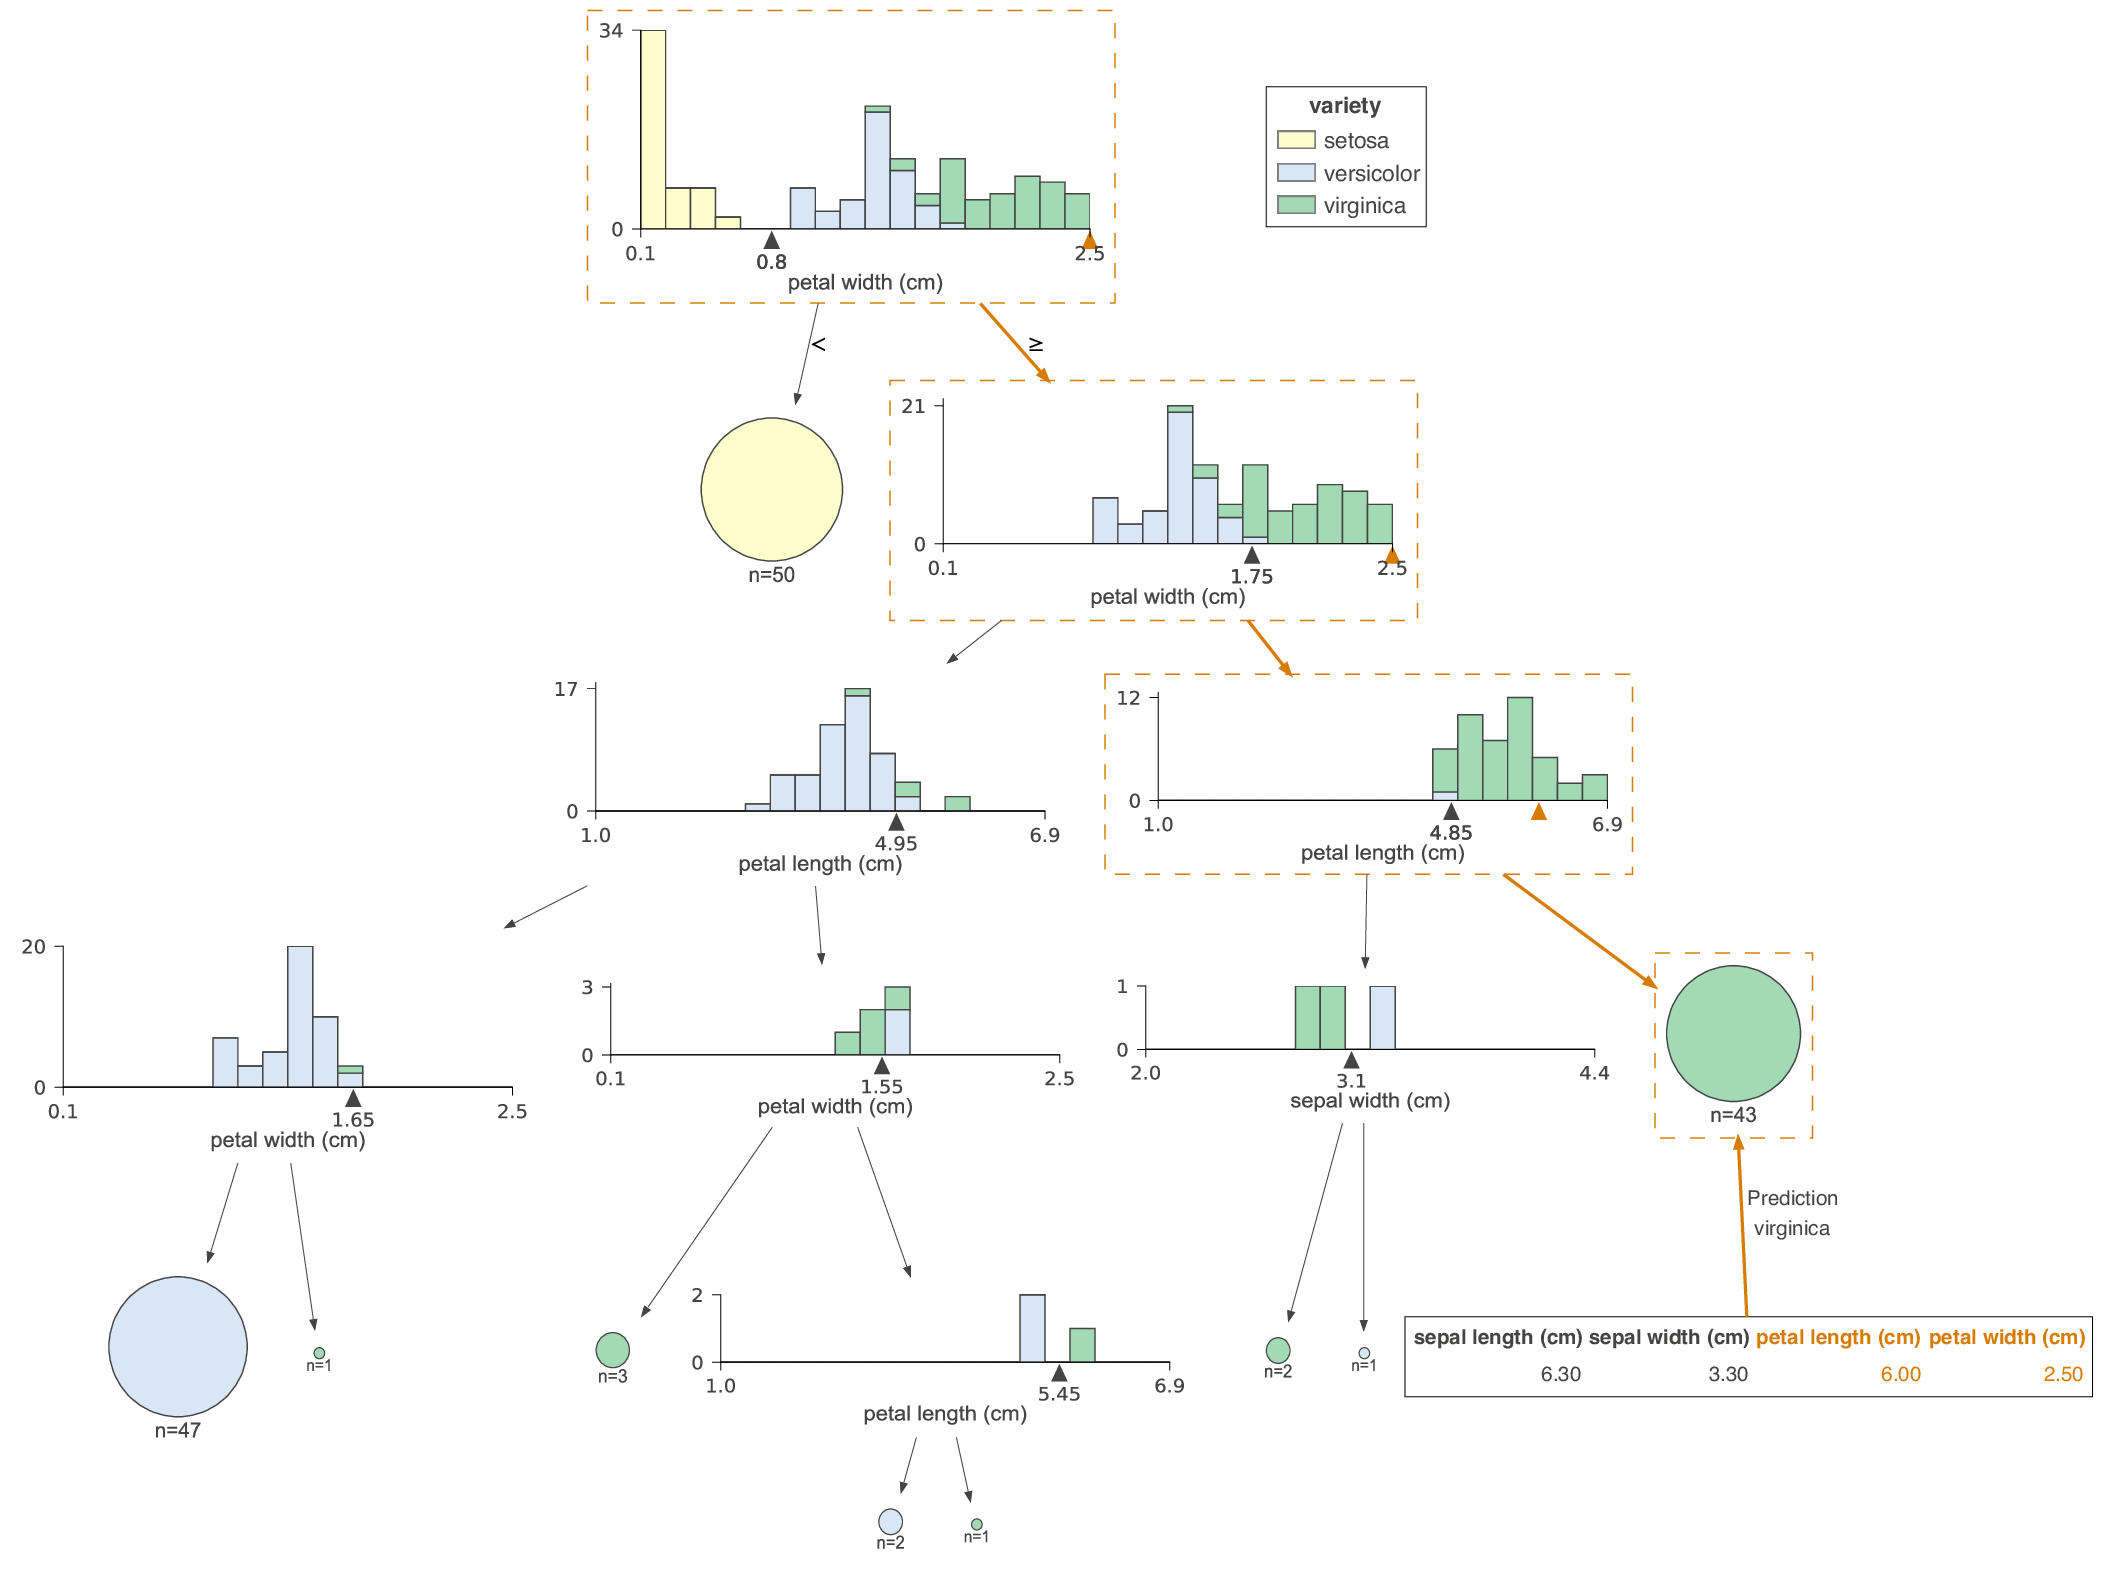 34
0
0.1
0.8
2.5
petal width (cm)
variety
setosa
versicolor
virginica
<
≥
n=50
21
0
0.1
1.75
2.5
petal width (cm)
17
0
1.0
4.95
6.9
petal length (cm)
12
0
1.0
4.85
6.9
petal length (cm)
20
0
0.1
1.65
2.5
petal width (cm)
3
0
0.1
1.55
2.5
petal width (cm)
1
0
2.0
3.1
4.4
sepal width (cm)
n=43
Prediction
virginica
n=47
n=1
n=3
2
0
1.0
5.45
6.9
petal length (cm)
n=2
n=1
sepal length (cm) sepal width (cm) petal length (cm) petal width (cm)
6.30 3.30 6.00 2.50
n=2
n=1